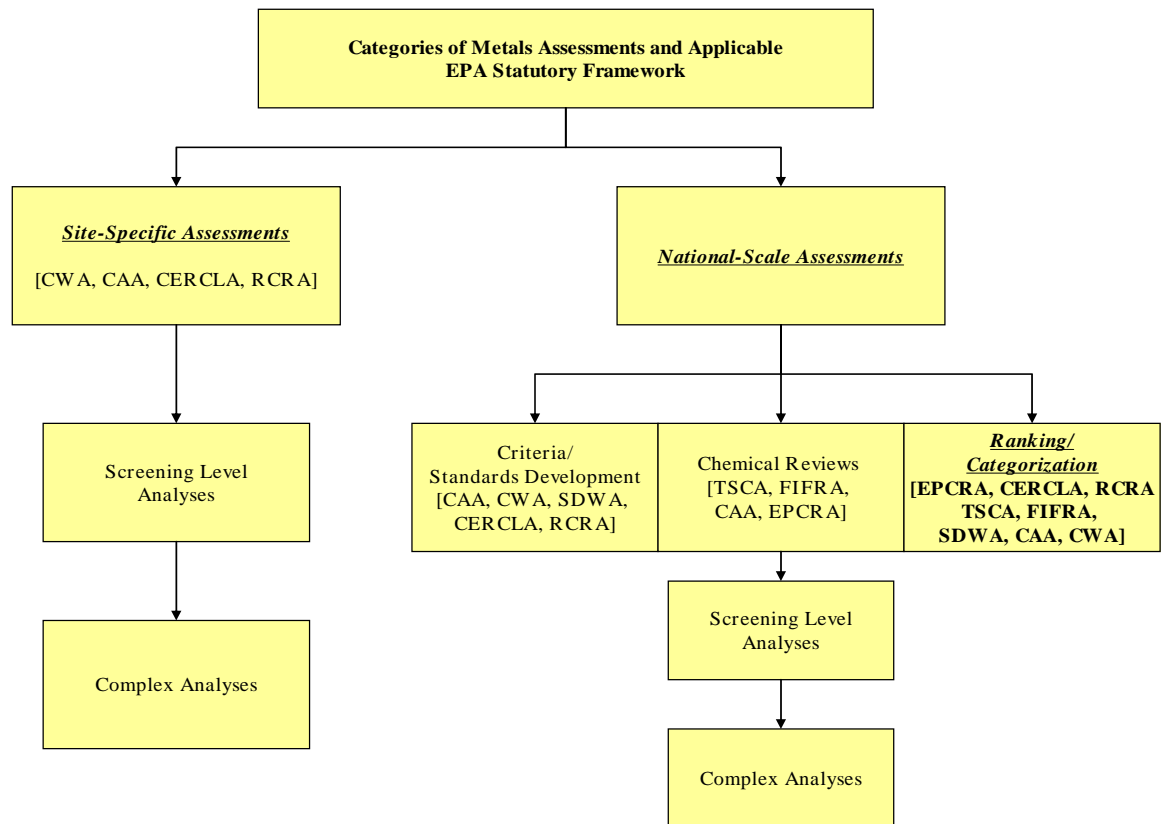 Categories of Metals Assessments and Applicable
EPA Statutory Framework
Site-Specific Assessments
[CWA, CAA, CERCLA, RCRA]
National-Scale Assessments
Screening Level
Analyses
Criteria/
Standards Development
[CAA, CWA, SDWA,
CERCLA, RCRA]
Chemical Reviews
[TSCA, FIFRA,
CAA, EPCRA]
Ranking/
Categorization
[EPCRA, CERCLA, RCRA
TSCA, FIFRA,
SDWA, CAA, CWA]
Screening Level
Analyses
Complex Analyses
Complex Analyses